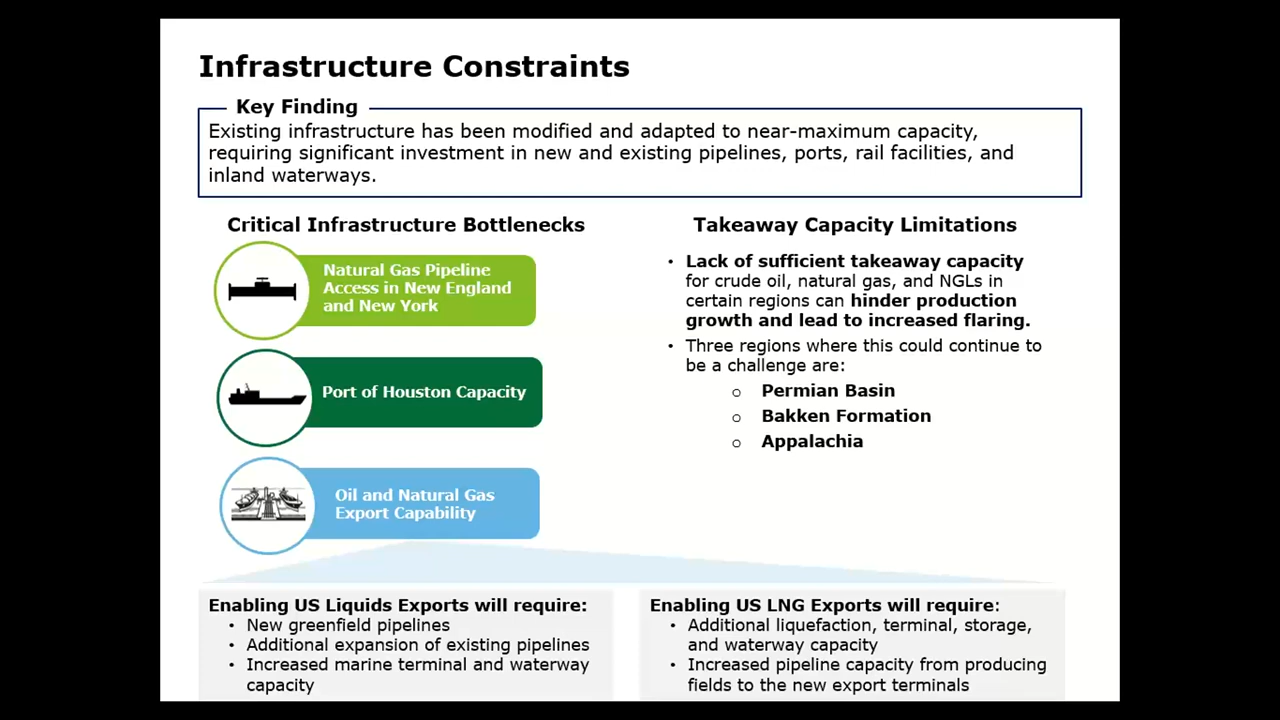 Infrastructure Constraints
Key Finding
Existing infrastructure has been modified and adapted to near-maximum capacity,
requiring significant investment in new and existing pipelines, ports, rail facilities, and
inland waterways.
Critical Infrastructure Bottlenecks
Natural Gas Pipeline
Access in New England
and New York
Port of Houston Capacity
Oil and Natural Gas
Export Capability
Takeaway Capacity Limitations
• Lack of sufficient takeaway capacity
for crude oil, natural gas, and NGLs in
certain regions can hinder production
growth and lead to increased flaring.
• Three regions where this could continue to
be a challenge are:
o Permian Basin
o Bakken Formation
o Appalachia
Enabling US Liquids Exports will require:
• New greenfield pipelines
• Additional expansion of existing pipelines
• Increased marine terminal and waterway
capacity
Enabling US LNG Exports will require:
• Additional liquefaction, terminal, storage,
and waterway capacity
• Increased pipeline capacity from producing
fields to the new export terminals